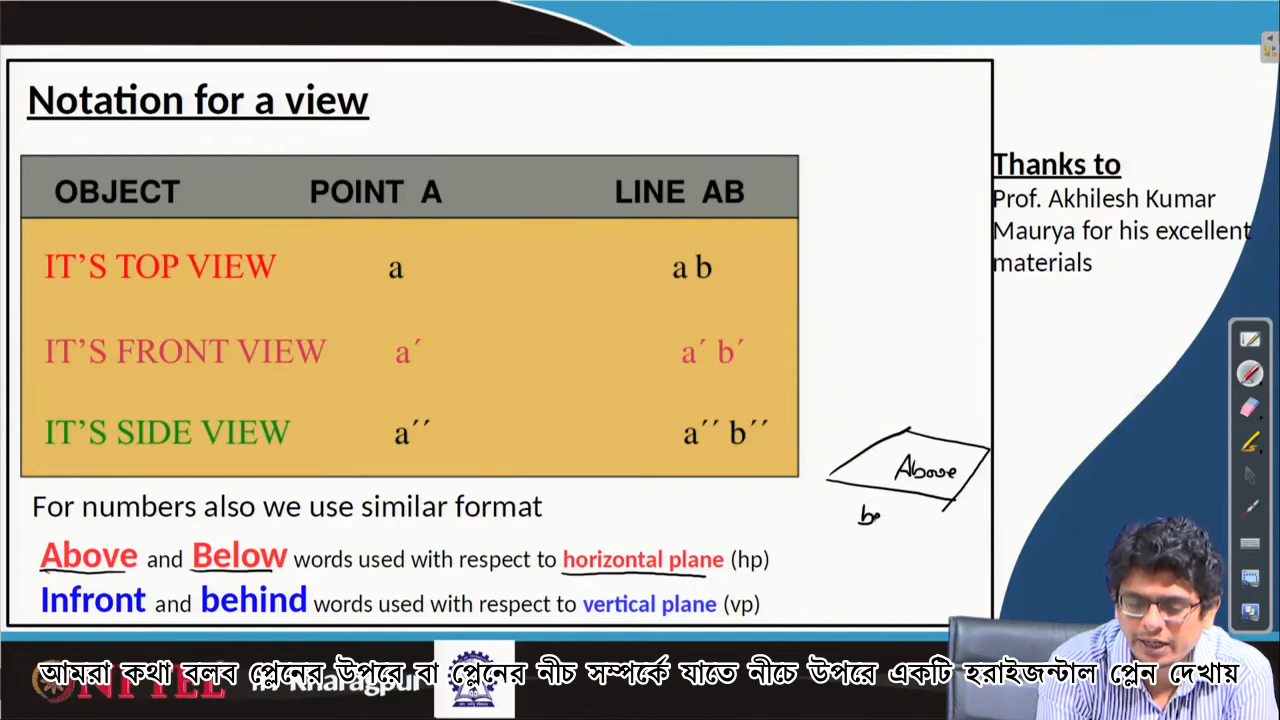 Notation for a view
OBJECT POINT A LINE AB
IT’S TOP VIEW a a b
IT’S FRONT VIEW a´ a´ b´
IT’S SIDE VIEW a´´ a´´ b´´
Above
be
For numbers also we use similar format
Above and Below words used with respect to horizontal plane (hp)
Infront and behind words used with respect to vertical plane (vp)
Thanks to
Prof. Akhilesh Kumar
Maurya for his excellent
materials
NPTEL IIT Kharagpur
আমরা কথা বলব প্লেনের উপরে বা প্লেনের নীচ সম্পর্কে যাতে নীচে উপরে একটি হরাইজন্টাল প্লেন দেখায়